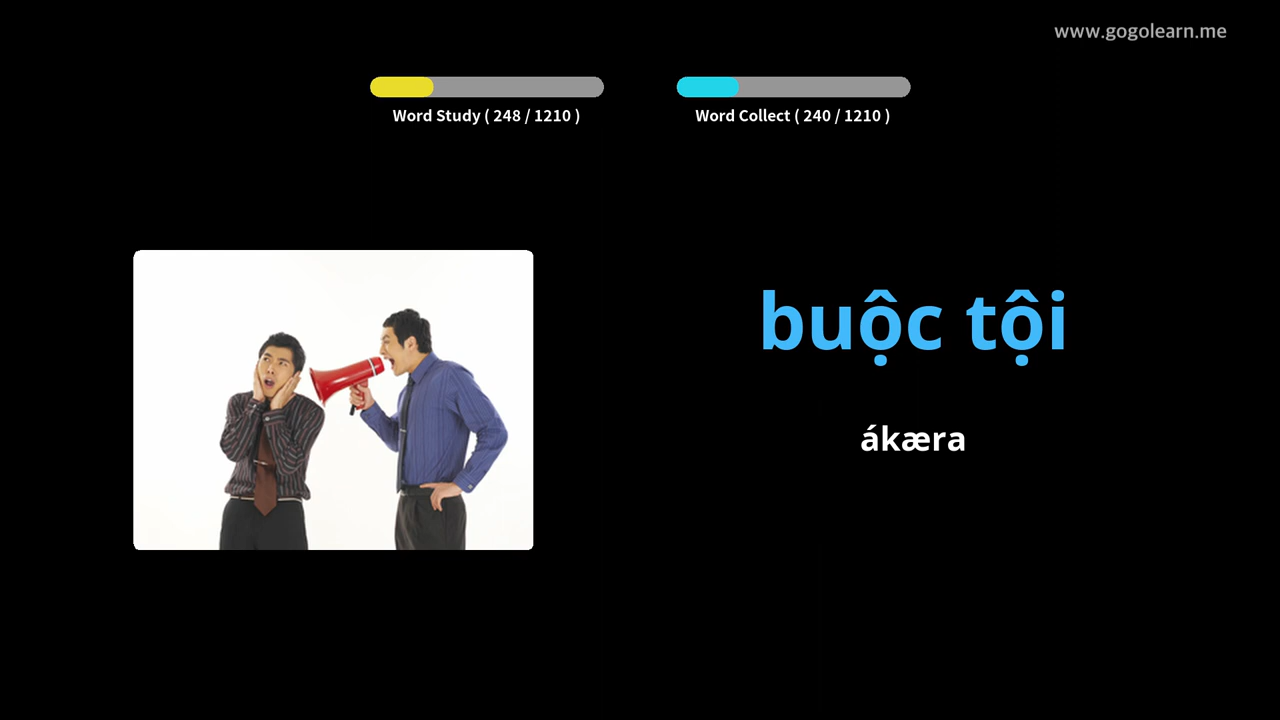 www.gogolearn.me
Word Study ( 248 / 1210 )
Word Collect ( 240 / 1210 )
buộc tội
ákæra